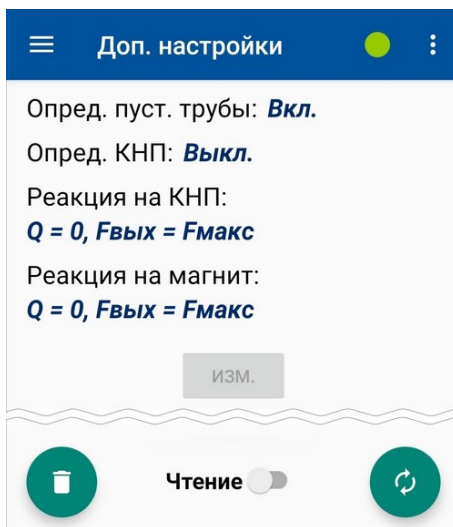 Доп. настройки
Опред. пуст. трубы: Вкл.
Опред. КНП: Выкл.
Реакция на КНП:
Q = 0, Fвых = Fмакс
Реакция на магнит:
Q = 0, Fвых = Fмакс
ИЗМ.
Чтение